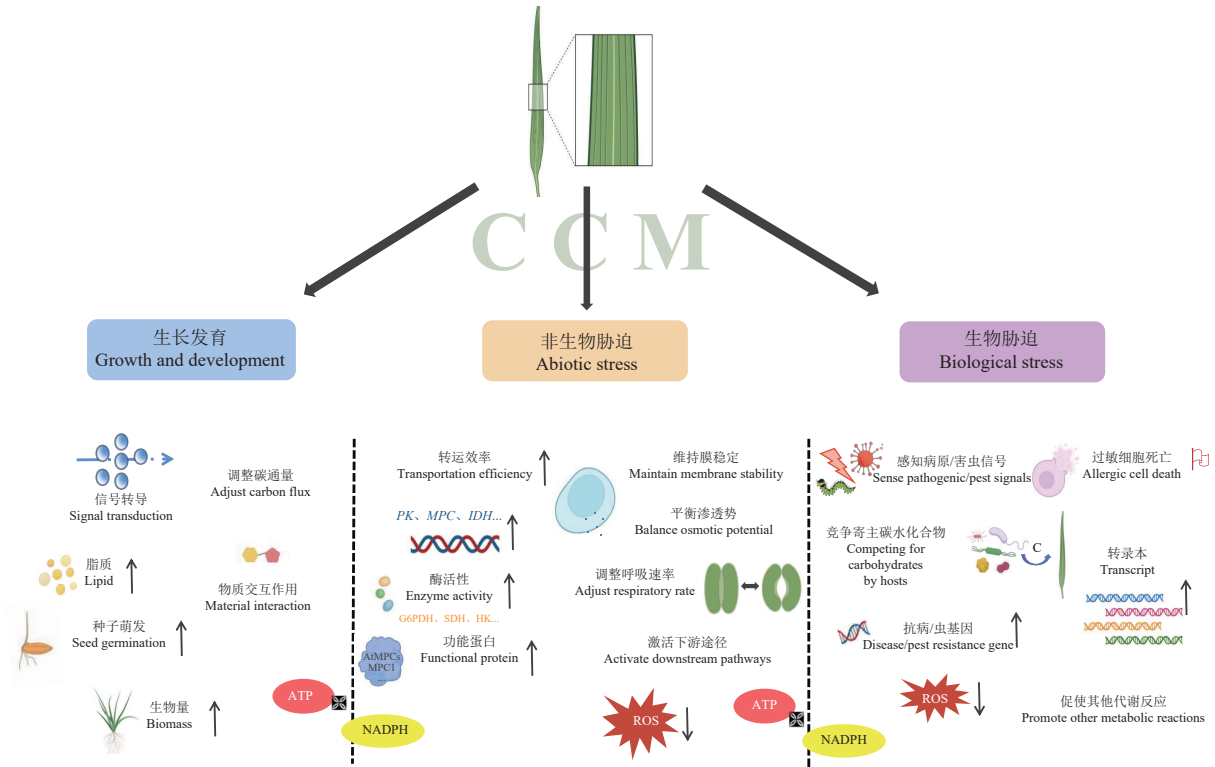 CCM
生长发育
Growth and development
非生物胁迫
Abiotic stress
生物胁迫
Biological stress
信号转导
Signal transduction
调整碳通量
Adjust carbon flux
脂质
Lipid
物质交互作用
Material interaction
种子萌发
Seed germination
生物量
Biomass
ATP
NADPH
转运效率
Transportation efficiency
PK、MPC、IDH...
酶活性
Enzyme activity
G6PDH、SDH、HK...
功能蛋白
Functional protein
AtMPCs
MPC1
...
维持膜稳定
Maintain membrane stability
平衡渗透势
Balance osmotic potential
调整呼吸速率
Adjust respiratory rate
激活下游途径
Activate downstream pathways
ROS
ATP
NADPH
感知病原/害虫信号
Sense pathogenic/pest signals
过敏细胞死亡
Allergic cell death
竞争寄主碳水化合物
Competing for
carbohydrates
by hosts
C
转录本
Transcript
抗病/虫基因
Disease/pest resistance gene
ROS
促使其他代谢反应
Promote other metabolic reactions